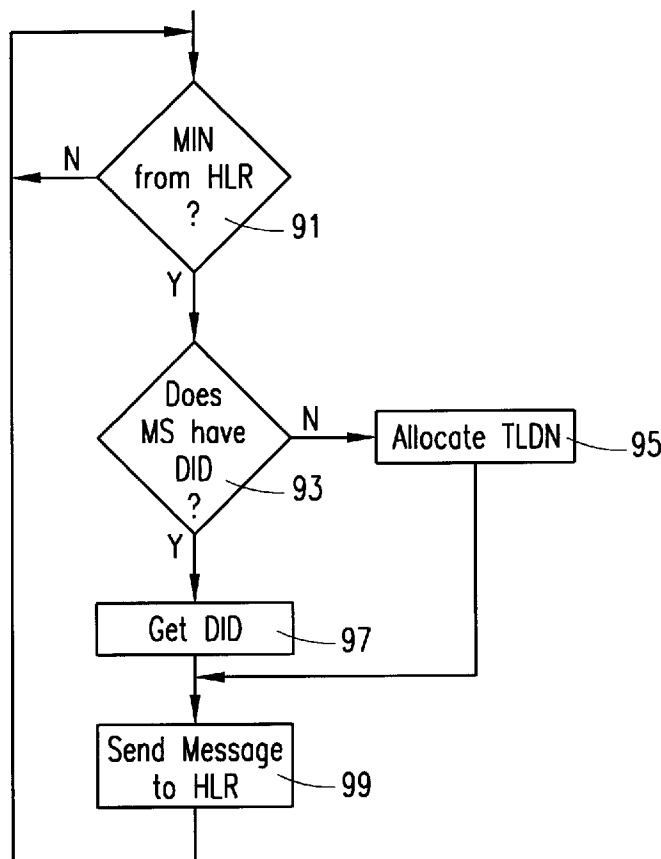 MIN
from HLR
?
91
N
Y
Does
MS have
DID
?
93
N
Allocate TLDN
95
Y
Get DID
97
Send Message
to HLR
99